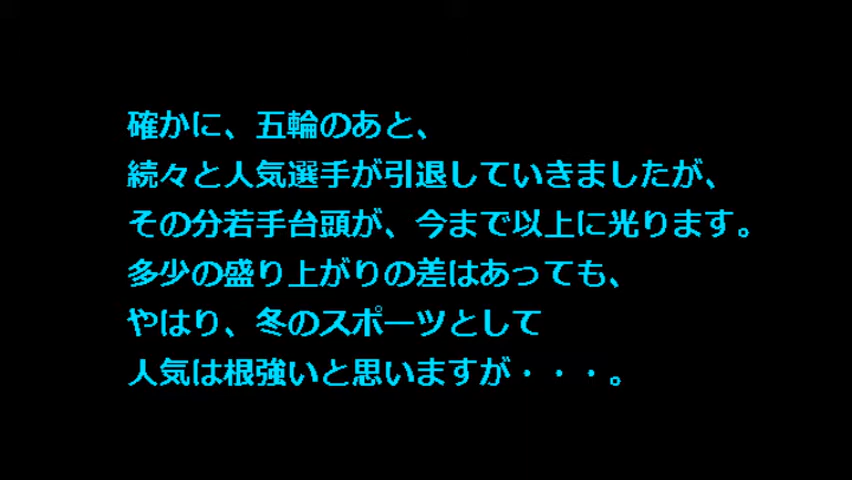 確かに、五輪のあと、
続々と人気選手が引退していきましたが、
その分若手台頭が、今まで以上に光ります。
多少の盛り上がりの差はあっても、
やはり、冬のスポーツとして
人気は根強いと思いますが・・・。